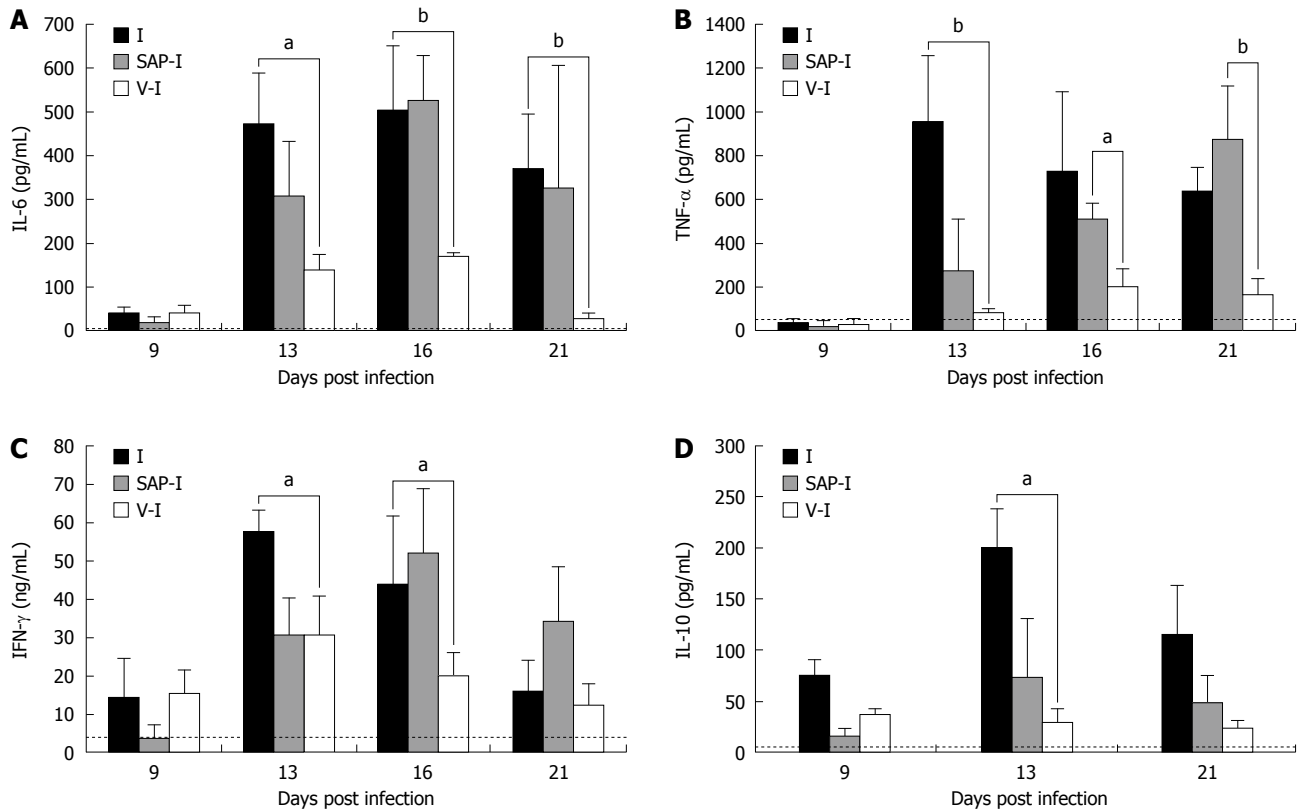 A
700
600
500
400
300
200
100
0
IL-6 (pg/mL)
I
SAP-I
V-I
a
b
b
9 13 16 21
Days post infection
B
1400
1200
1000
800
600
400
200
0
TNF-α (pg/mL)
I
SAP-I
V-I
b
a
b
9 13 16 21
Days post infection
C
80
70
60
50
40
30
20
10
0
IFN-γ (ng/mL)
I
SAP-I
V-I
a
a
9 13 16 21
Days post infection
D
300
250
200
150
100
50
0
IL-10 (pg/mL)
I
SAP-I
V-I
a
9 13 21
Days post infection